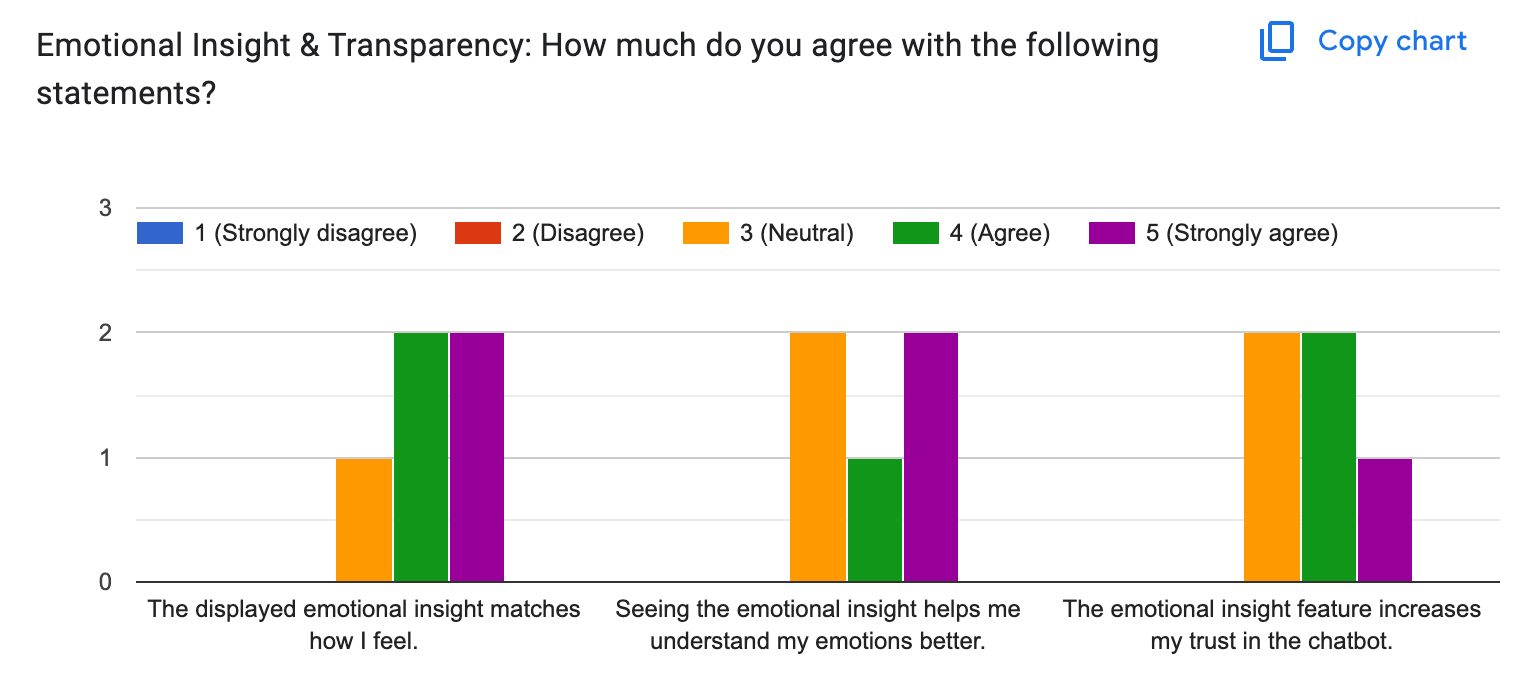 Emotional Insight & Transparency: How much do you agree with the following
statements?
Copy chart
3
1 (Strongly disagree)
2 (Disagree)
3 (Neutral)
4 (Agree)
5 (Strongly agree)
2
1
0
The displayed emotional insight matches
how I feel.
Seeing the emotional insight helps me
understand my emotions better.
The emotional insight feature increases
my trust in the chatbot.